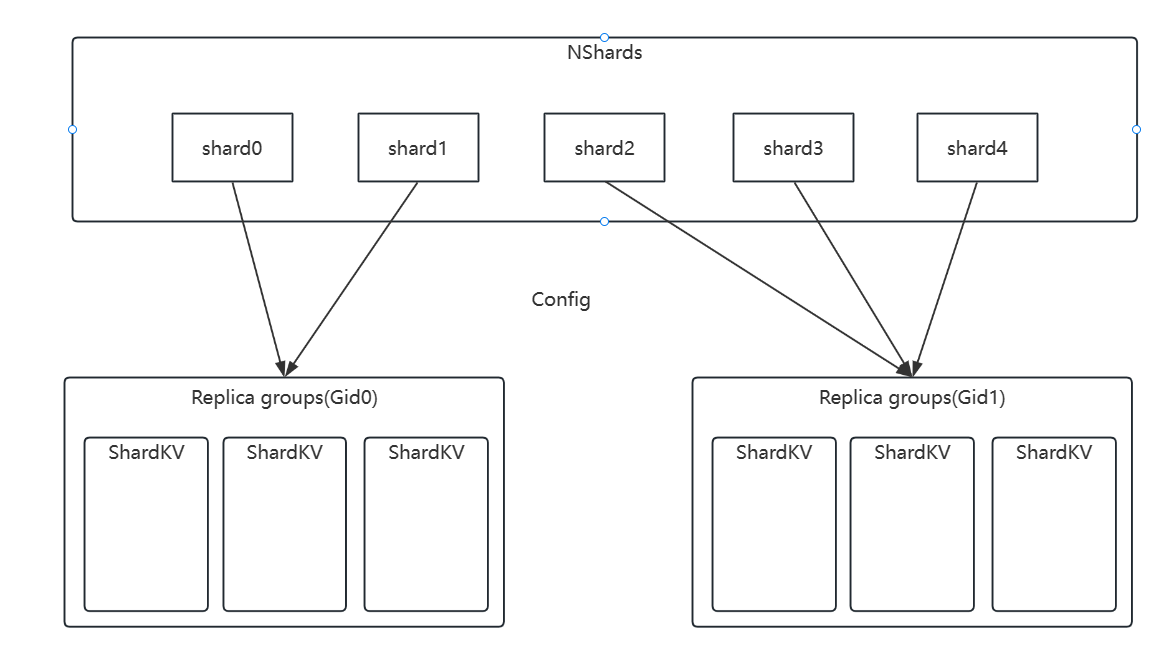 NShards
shard0
shard1
shard2
shard3
shard4
Config
Replica groups(Gid0)
ShardKV
ShardKV
ShardKV
Replica groups(Gid1)
ShardKV
ShardKV
ShardKV